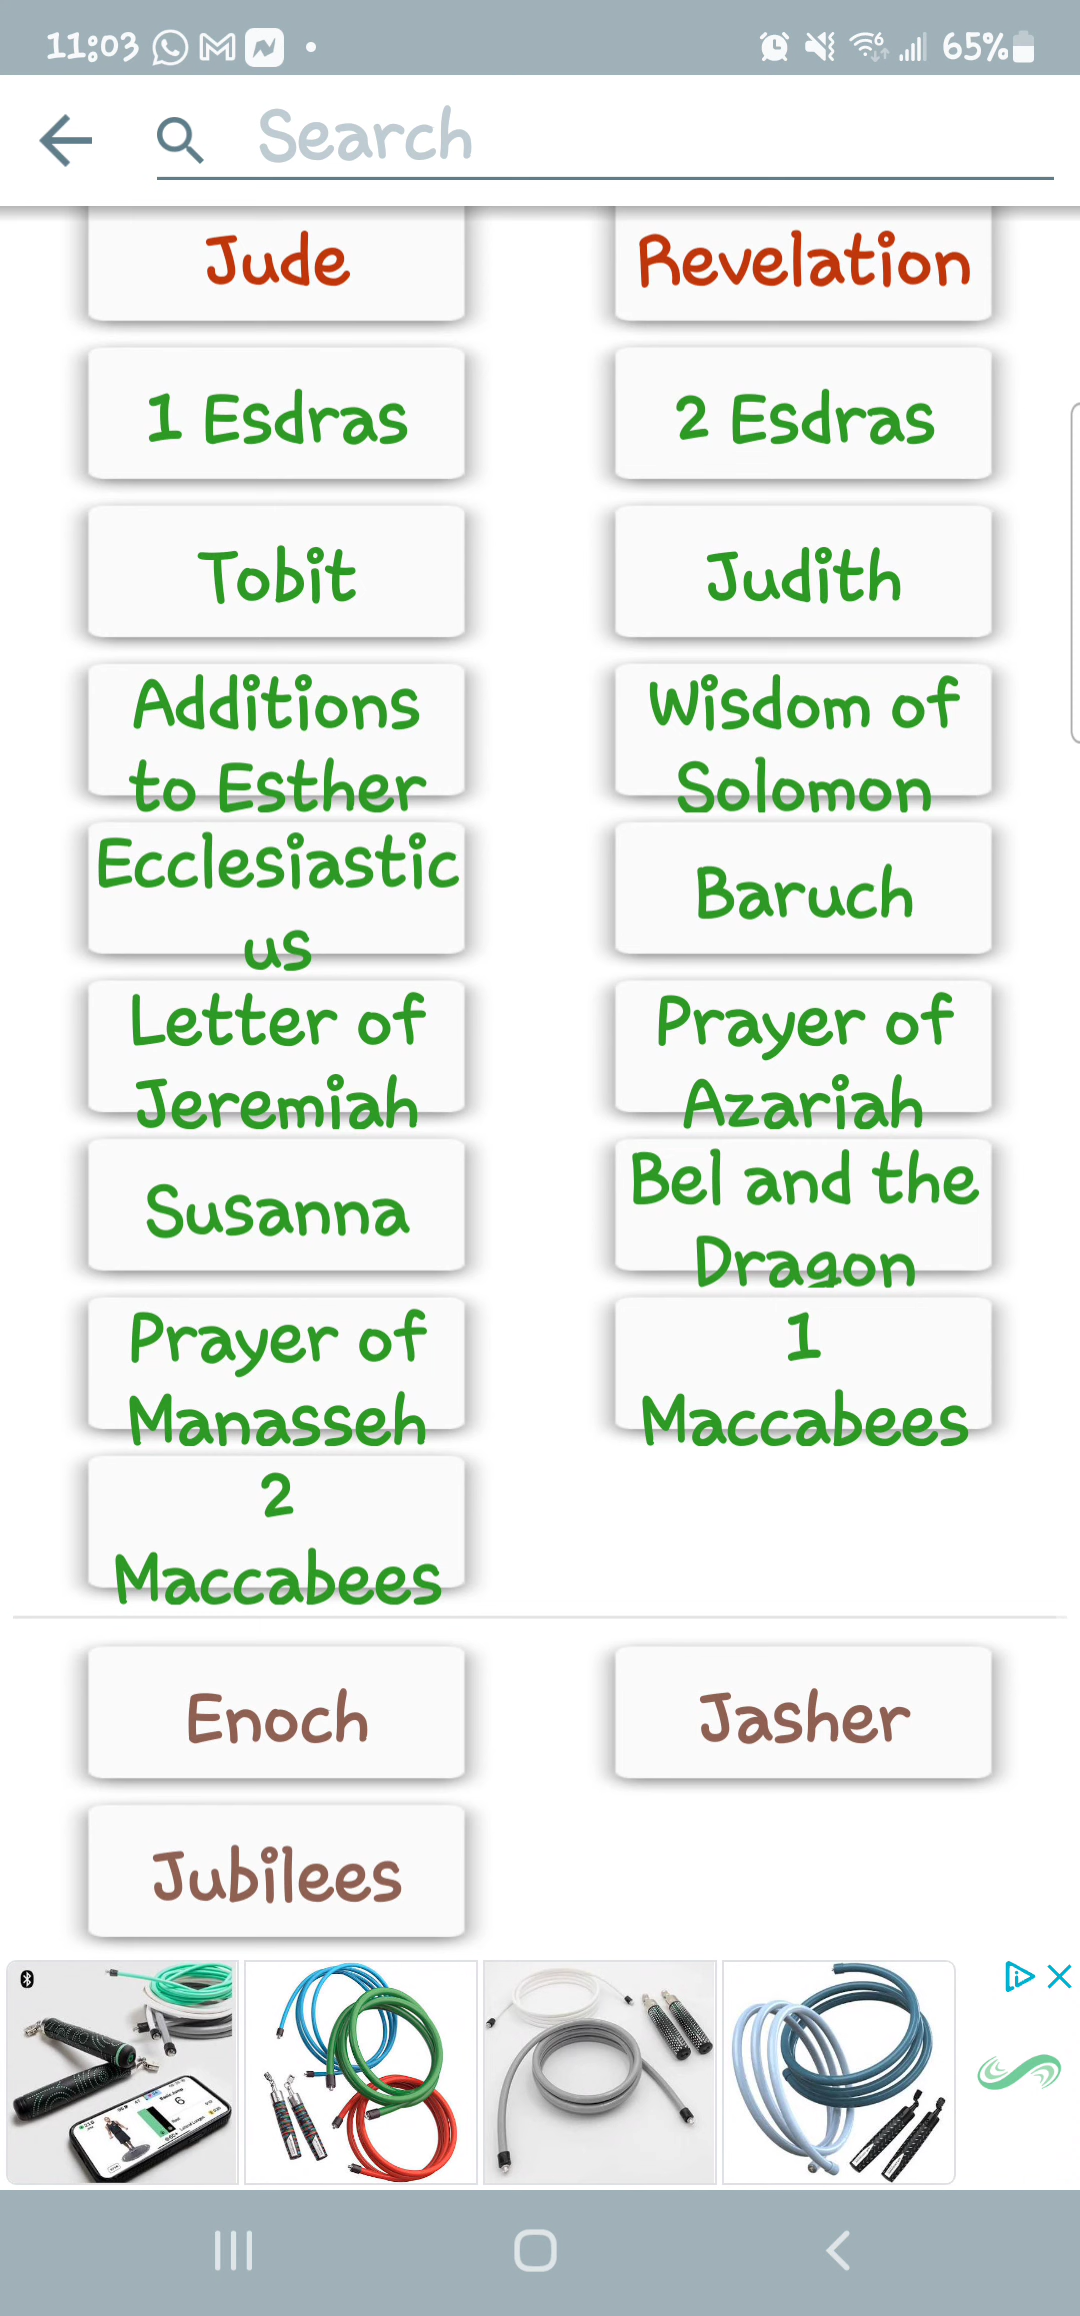 11:03
65%
Search
Jude
Revelation
1 Esdras
2 Esdras
Tobit
Judith
Additions
to Esther
Wisdom of
Solomon
Ecclesiastic
us
Baruch
Letter of
Jeremiah
Prayer of
Azariah
Susanna
Bel and the
Dragon
Prayer of
Manasseh
1
Maccabees
2
Maccabees
Enoch
Jasher
Jubilees